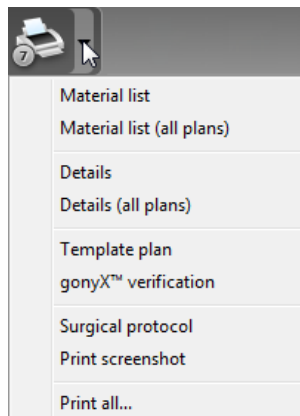 7
Material list
Material list (all plans)
Details
Details (all plans)
Template plan
gonyX™ verification
Surgical protocol
Print screenshot
Print all...